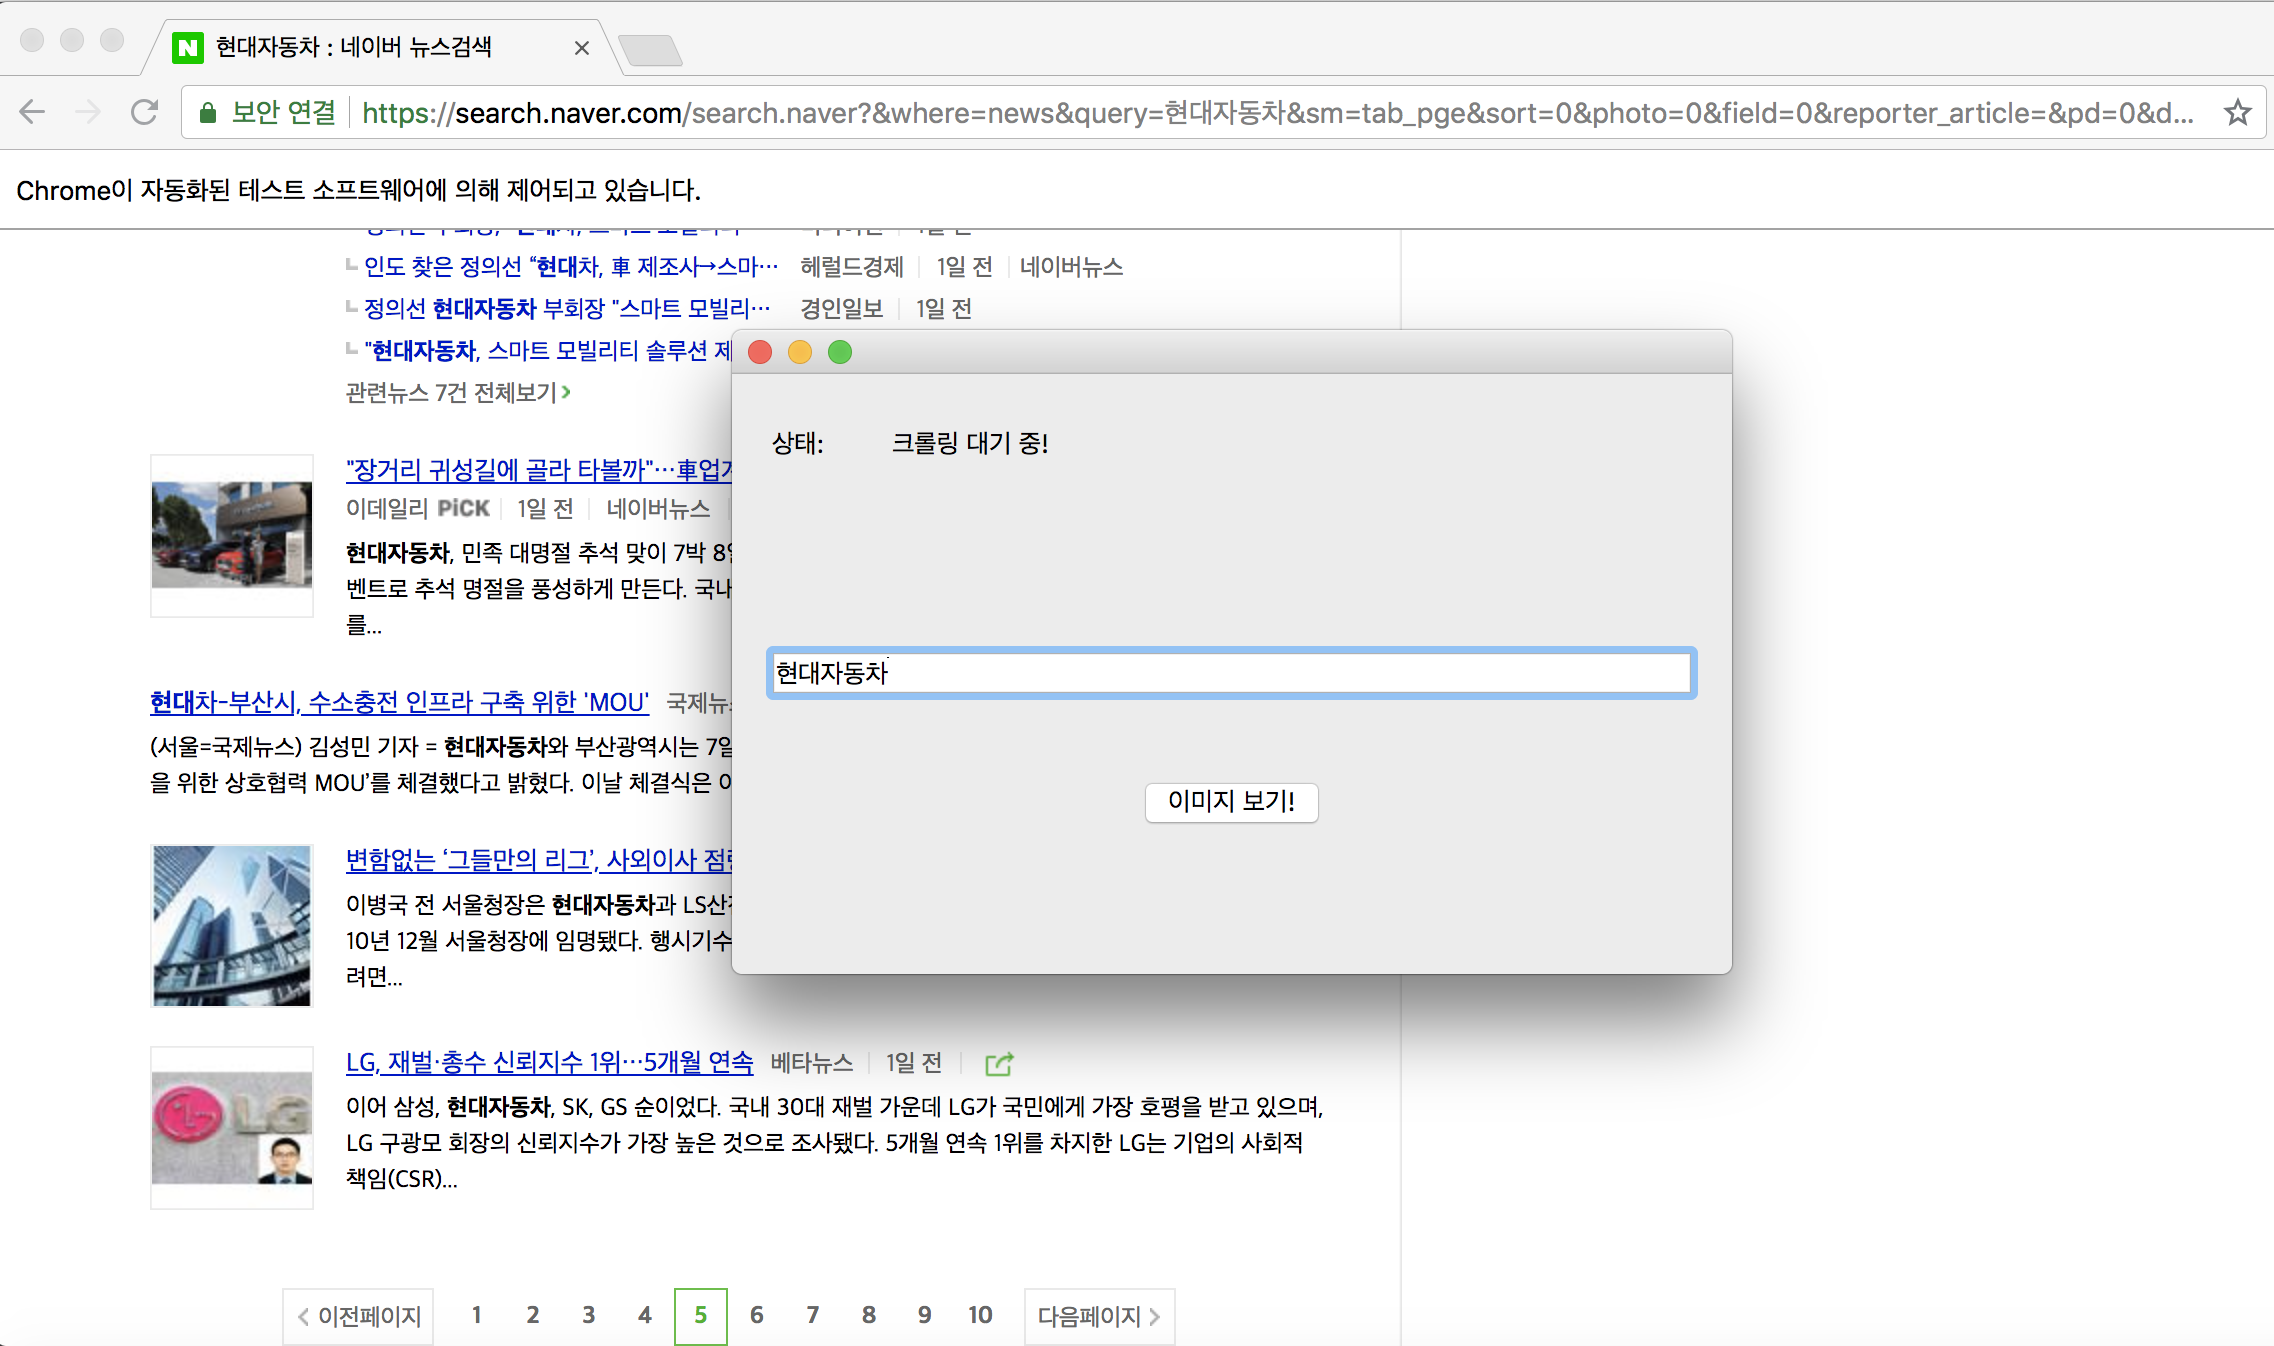 현대자동차 : 네이버 뉴스검색
보안 연결 https://search.naver.com/search.naver?&where=news&query=현대자동차&sm=tab_pge&sort=0&photo=0&field=0&reporter_article=&pd=0&d...
Chrome이 자동화된 테스트 소프트웨어에 의해 제어되고 있습니다.
인도 찾은 정의선 “현대차, 車 제조사→스마… 헤럴드경제 1일 전 네이버뉴스
정의선 현대자동차 부회장 "스마트 모빌리… 경인일보 1일 전
"현대자동차, 스마트 모빌리티 솔루션 제
관련뉴스 7건 전체보기
"장거리 귀성길에 골라 타볼까"…車업계
이데일리 PiCK 1일 전 네이버뉴스
현대자동차, 민족 대명절 추석 맞이 7박 8일
벤트로 추석 명절을 풍성하게 만든다. 국내
를...
현대차-부산시, 수소충전 인프라 구축 위한 'MOU' 국제뉴스
(서울=국제뉴스) 김성민 기자 = 현대자동차와 부산광역시는 7일
을 위한 상호협력 MOU’를 체결했다고 밝혔다. 이날 체결식은
변함없는 ‘그들만의 리그’, 사외이사 점령
이병국 전 서울청장은 현대자동차과 LS산전
10년 12월 서울청장에 임명됐다. 행시기수
려면...
LG, 재벌·총수 신뢰지수 1위…5개월 연속 베타뉴스 1일 전
이어 삼성, 현대자동차, SK, GS 순이었다. 국내 30대 재벌 가운데 LG가 국민에게 가장 호평을 받고 있으며,
LG 구광모 회장의 신뢰지수가 가장 높은 것으로 조사됐다. 5개월 연속 1위를 차지한 LG는 기업의 사회적
책임(CSR)...
LG
이전페이지 1 2 3 4 5 6 7 8 9 10 다음페이지
상태: 크롤링 대기 중!
현대자동차
이미지 보기!